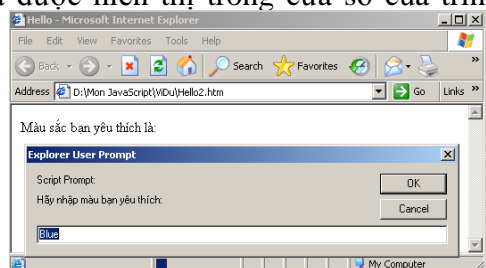 được hiển thị trong cửa sổ của trìn
Hello - Microsoft Internet Explorer
File Edit View Favorites Tools Help
Back Search Favorites »
Address D:\Mon JavaScript\ViDu\Hello2.htm Go Links »
Màu sắc bạn yêu thích là:
Explorer User Prompt
Script Prompt:
OK
Hãy nhập màu bạn yêu thích:
Cancel
Blue
My Computer